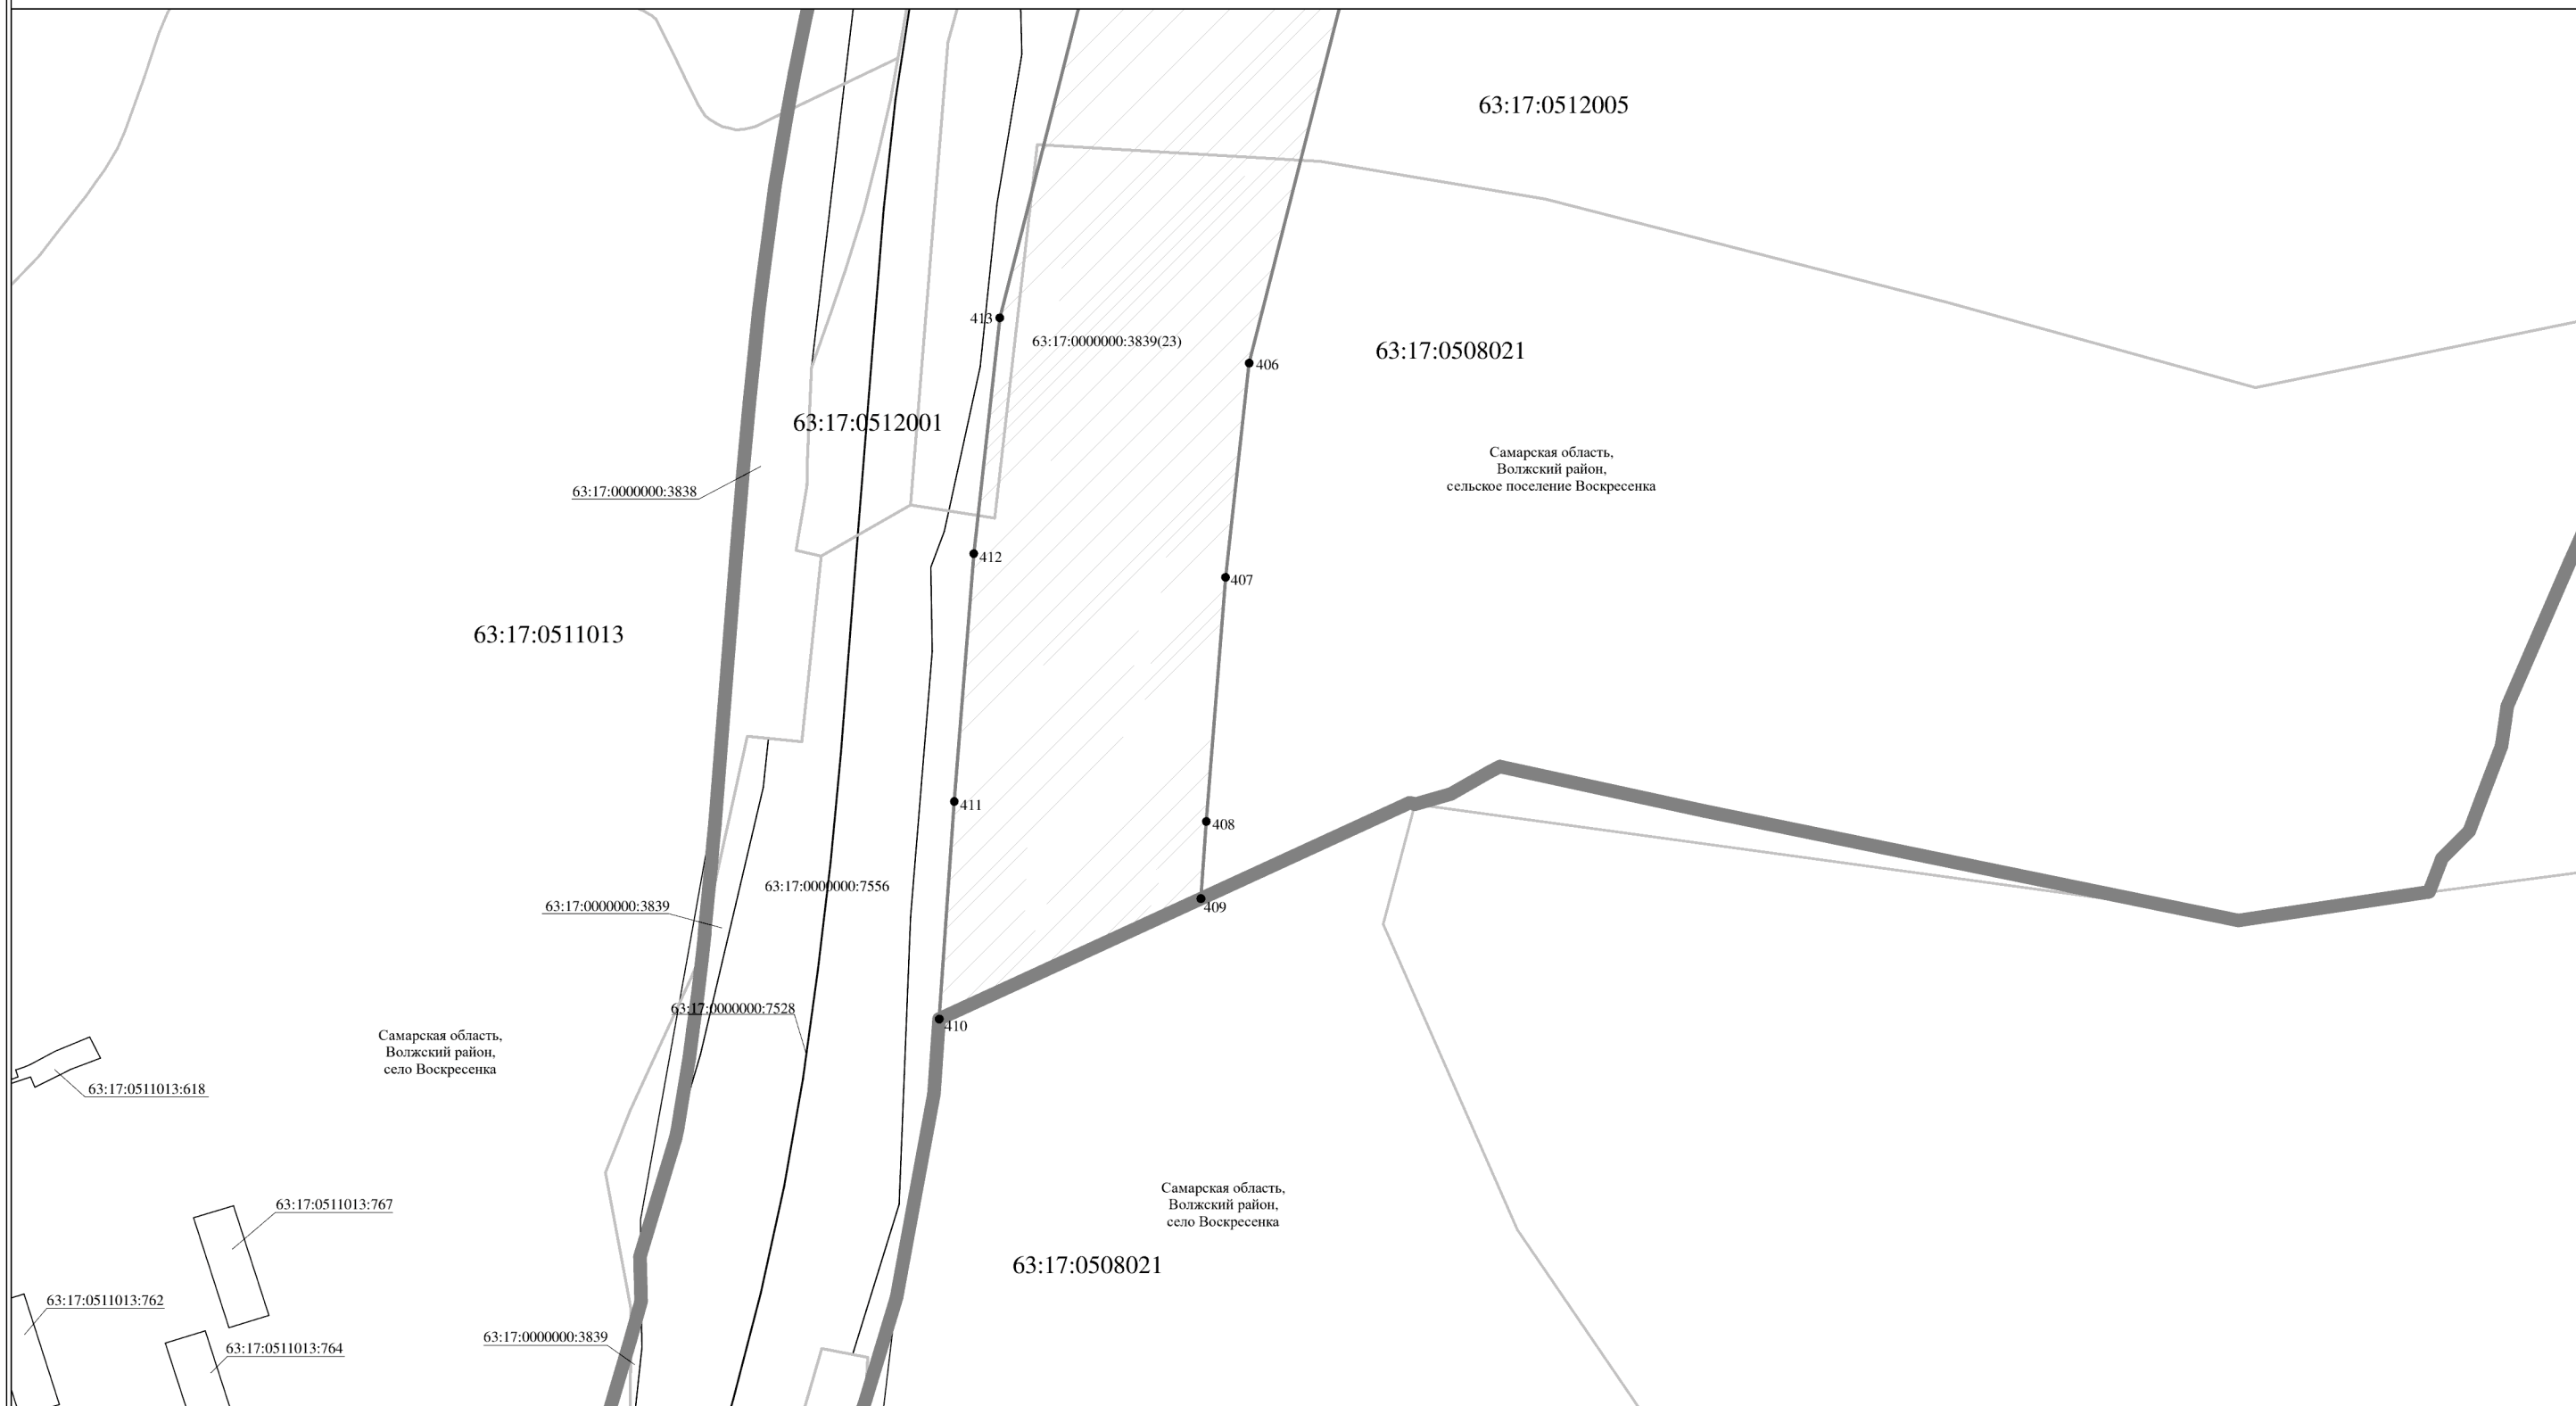 63:17:0512005
413
63:17:0000000:3839(23)
63:17:0508021
406
63:17:0512001
Самарская область,
Волжский район,
сельское поселение Воскресенка
63:17:0000000:3838
412
407
63:17:0511013
411
408
63:17:0000000:7556
63:17:0000000:3839
409
63:17:0000000:7528
410
Самарская область,
Волжский район,
село Воскресенка
63:17:0511013:618
Самарская область,
Волжский район,
село Воскресенка
63:17:0511013:767
63:17:0508021
63:17:0511013:762
63:17:0000000:3839
63:17:0511013:764